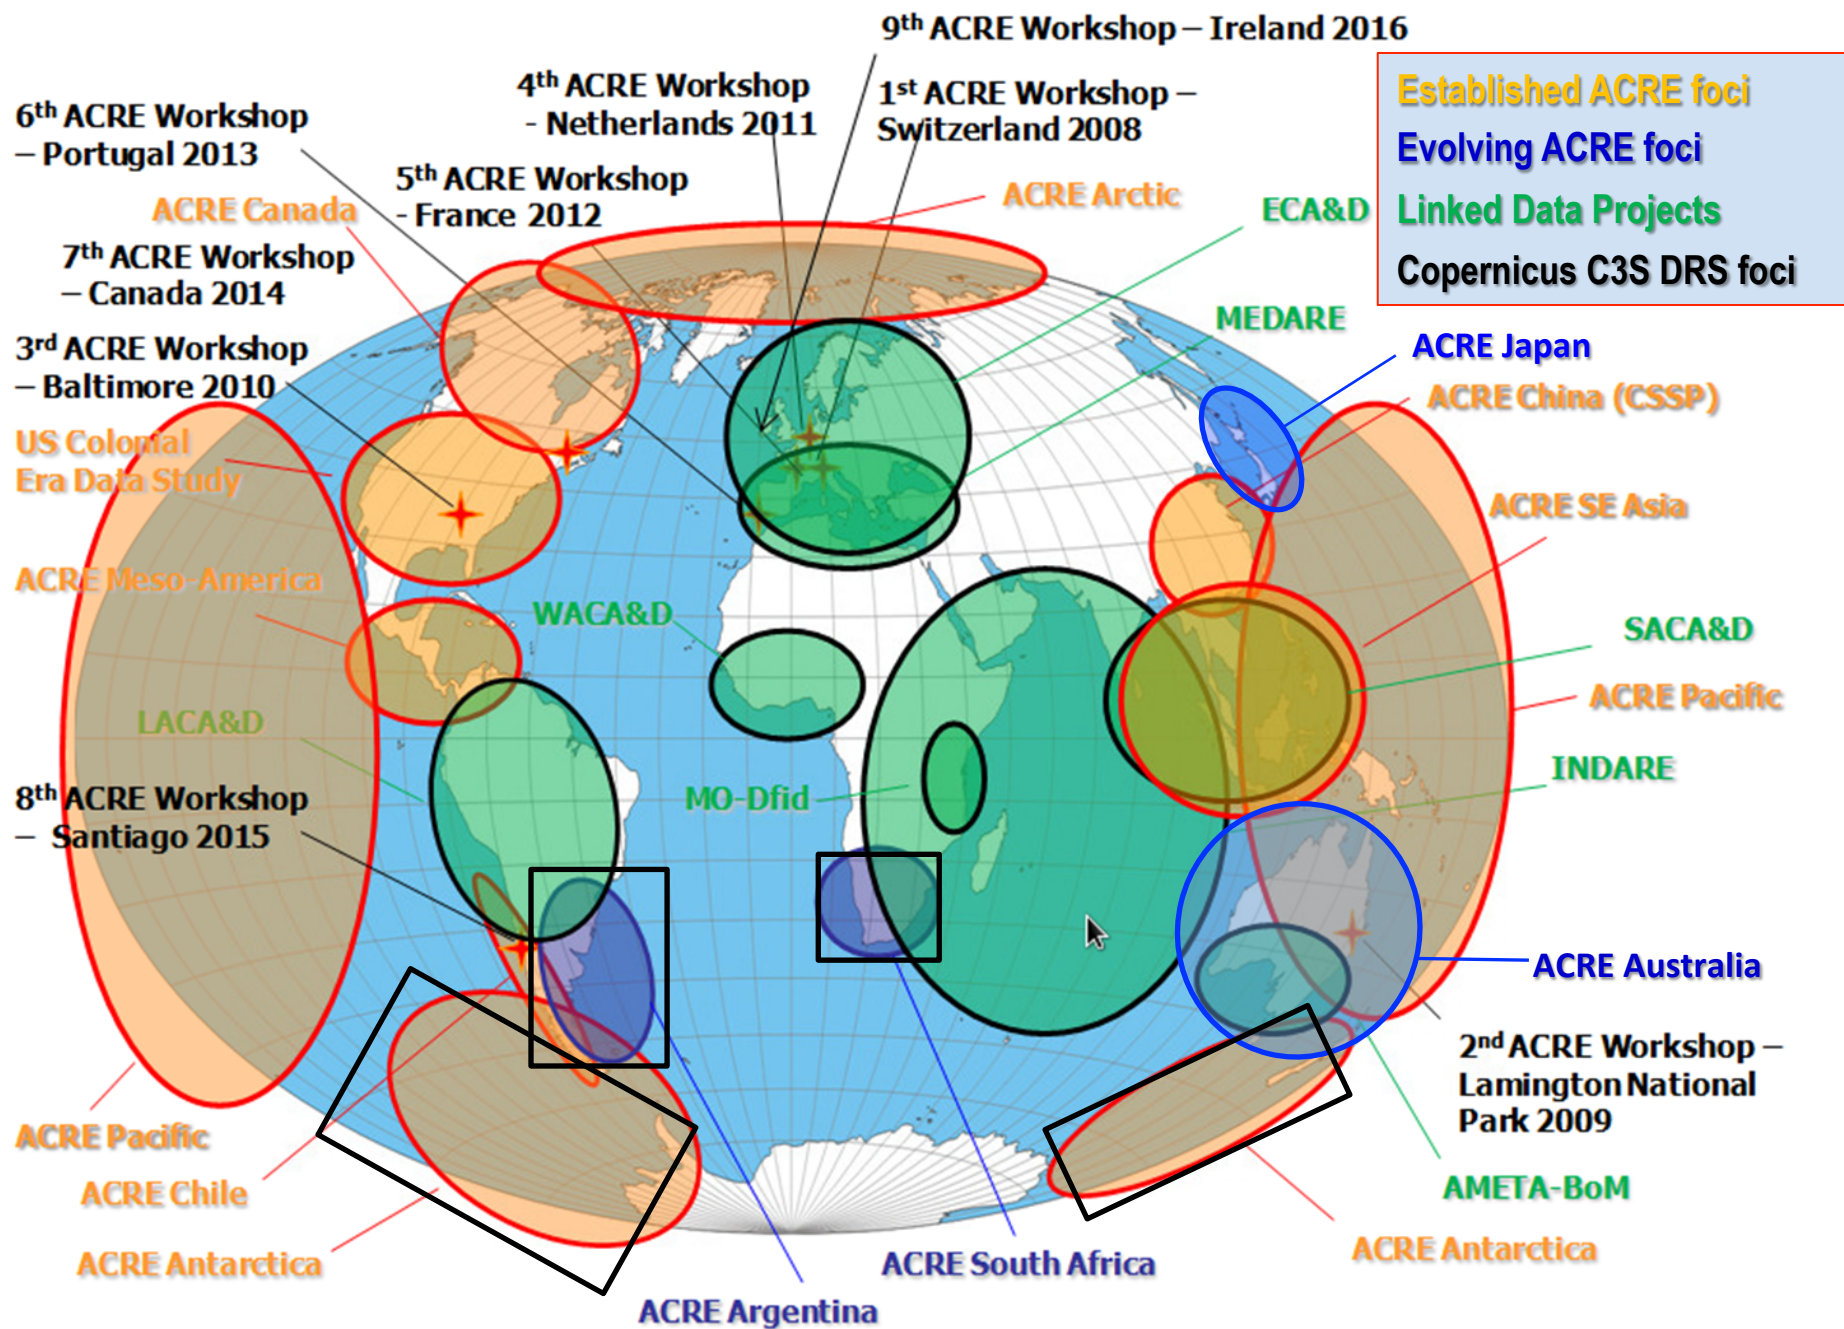 9th ACRE Workshop – Ireland 2016
4th ACRE Workshop
- Netherlands 2011
1st ACRE Workshop –
Switzerland 2008
6th ACRE Workshop
– Portugal 2013
5th ACRE Workshop
- France 2012
ACRE Canada
ACRE Arctic
ECA&D
Established ACRE foci
Evolving ACRE foci
Linked Data Projects
Copernicus C3S DRS foci
7th ACRE Workshop
– Canada 2014
MEDARE
3rd ACRE Workshop
– Baltimore 2010
ACRE Japan
ACRE China (CSSP)
US Colonial
Era Data Study
ACRE SE Asia
ACRE Meso-America
WACA&D
SACA&D
ACRE Pacific
LACA&D
INDARE
8th ACRE Workshop
– Santiago 2015
MO-Dfid
ACRE Australia
2nd ACRE Workshop –
Lamington National
Park 2009
ACRE Pacific
ACRE Chile
AMETA-BoM
ACRE Antarctica
ACRE South Africa
ACRE Antarctica
ACRE Argentina